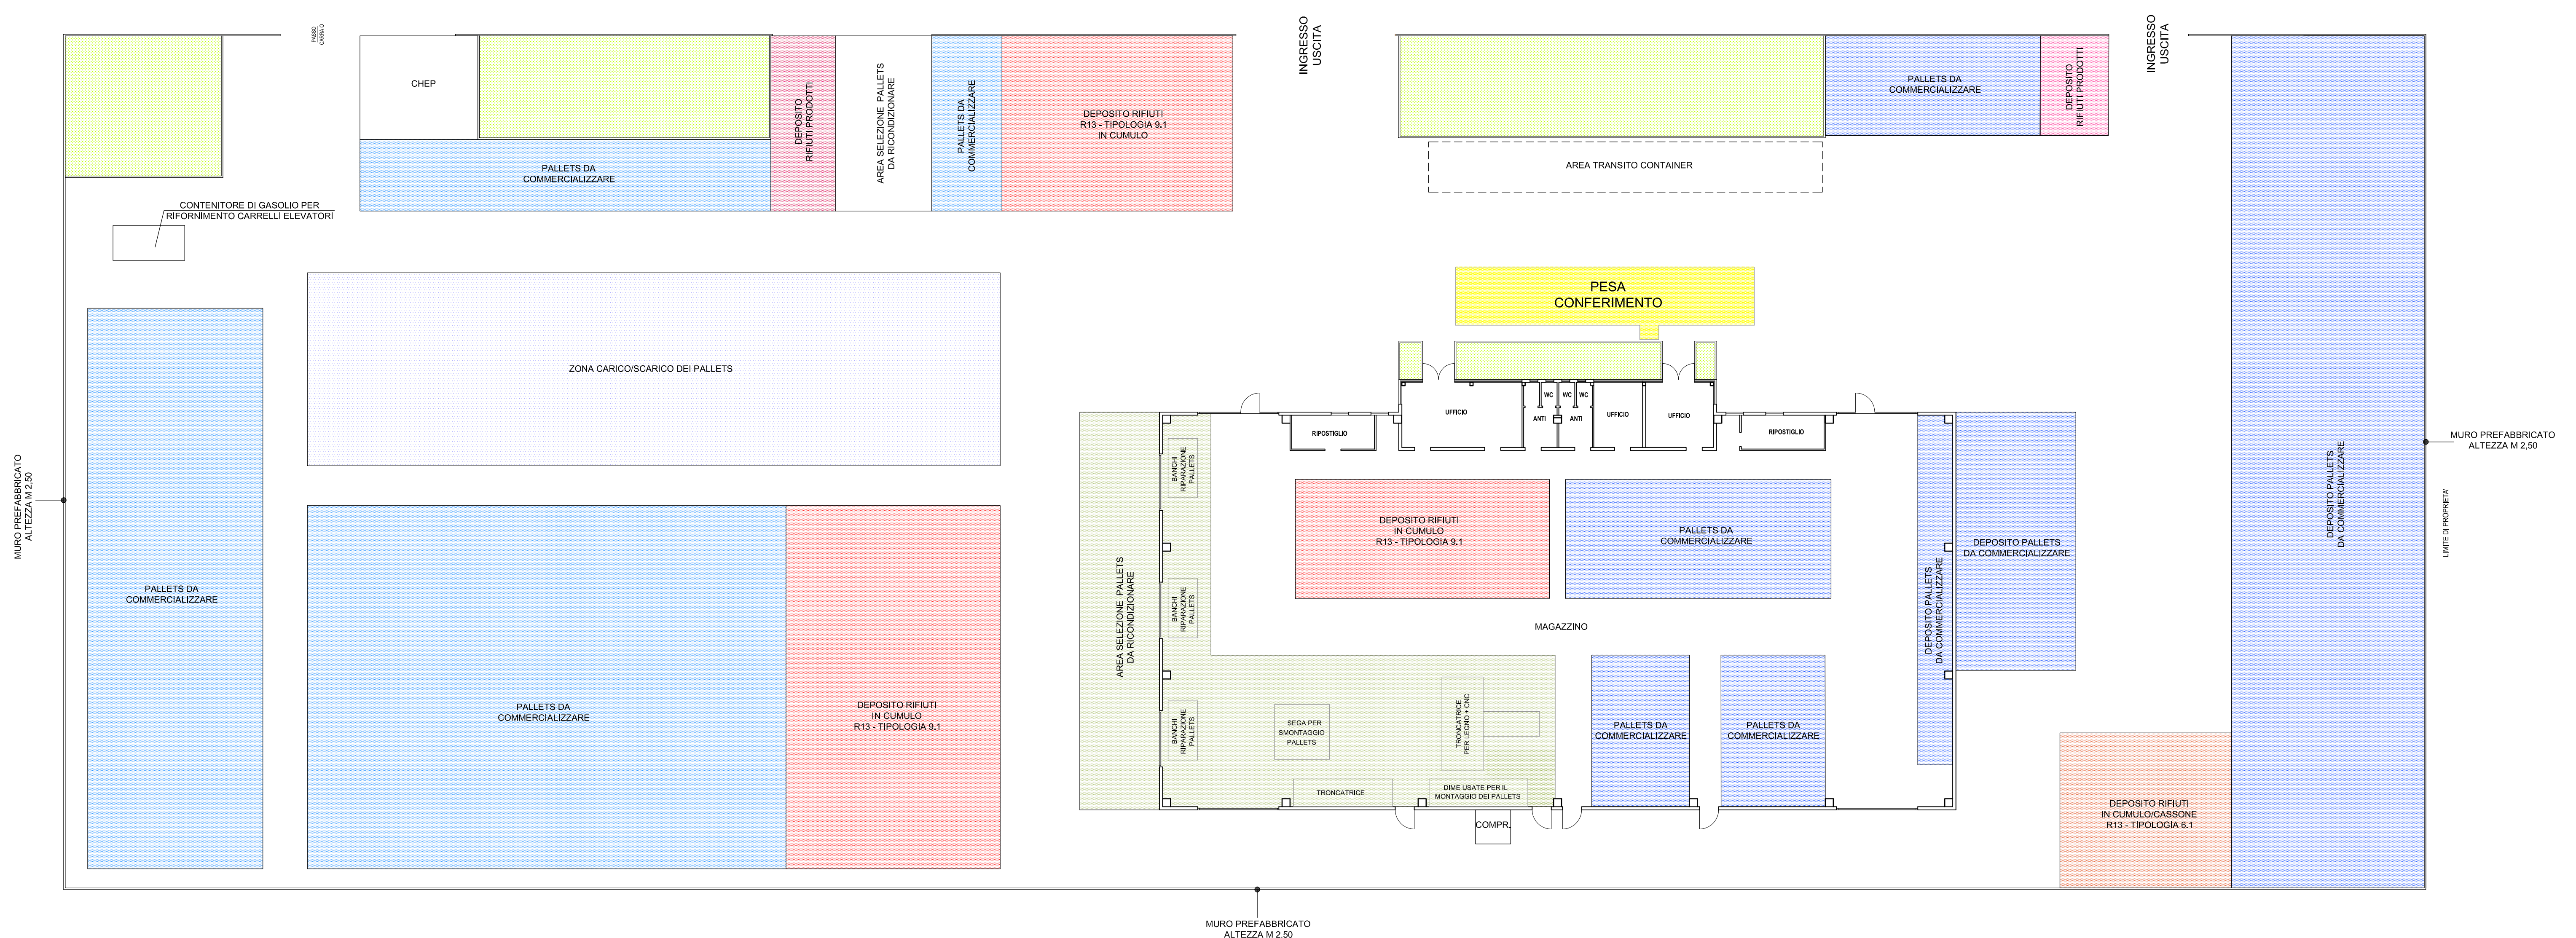 PASSO
CARRAIO
INGRESSO
USCITA
INGRESSO
USCITA
CHEP
PALLETS DA
COMMERCIALIZZARE
DEPOSITO
RIFIUTI PRODOTTI
AREA SELEZIONE PALLETS
DA RICONDIZIONARE
PALLETS DA
COMMERCIALIZZARE
DEPOSITO RIFIUTI
R13 - TIPOLOGIA 9.1
IN CUMULO
PALLETS DA
COMMERCIALIZZARE
DEPOSITO
RIFIUTI PRODOTTI
AREA TRANSITO CONTAINER
CONTENITORE DI GASOLIO PER
RIFORNIMENTO CARRELLI ELEVATORI
PESA
CONFERIMENTO
ZONA CARICO/SCARICO DEI PALLETS
UFFICIO
WC
WC
WC
ANTI
ANTI
UFFICIO
UFFICIO
RIPOSTIGLIO
RIPOSTIGLIO
MURO PREFABBRICATO
ALTEZZA M 2,50
MURO PREFABBRICATO
ALTEZZA M 2,50
LIMITE DI PROPRIETA'
BANCHI
RIPARAZIONE
PALLETS
DEPOSITO RIFIUTI
IN CUMULO
R13 - TIPOLOGIA 9.1
PALLETS DA
COMMERCIALIZZARE
DEPOSITO PALLETS
DA COMMERCIALIZZARE
DEPOSITO PALLETS
DA COMMERCIALIZZARE
DEPOSITO PALLETS
DA COMMERCIALIZZARE
PALLETS DA
COMMERCIALIZZARE
AREA SELEZIONE PALLETS
DA RICONDIZIONARE
BANCHI
RIPARAZIONE
PALLETS
MAGAZZINO
PALLETS DA
COMMERCIALIZZARE
DEPOSITO RIFIUTI
IN CUMULO
R13 - TIPOLOGIA 9.1
BANCHI
RIPARAZIONE
PALLETS
SEGA PER
SMONTAGGIO
PALLETS
TRONCATRICE
PER LEGNO + CNC
PALLETS DA
COMMERCIALIZZARE
PALLETS DA
COMMERCIALIZZARE
TRONCATRICE
DIME USATE PER IL
MONTAGGIO DEI PALLETS
COMPR.
DEPOSITO RIFIUTI
IN CUMULO/CASSONE
R13 - TIPOLOGIA 6.1
MURO PREFABBRICATO
ALTEZZA M 2.50